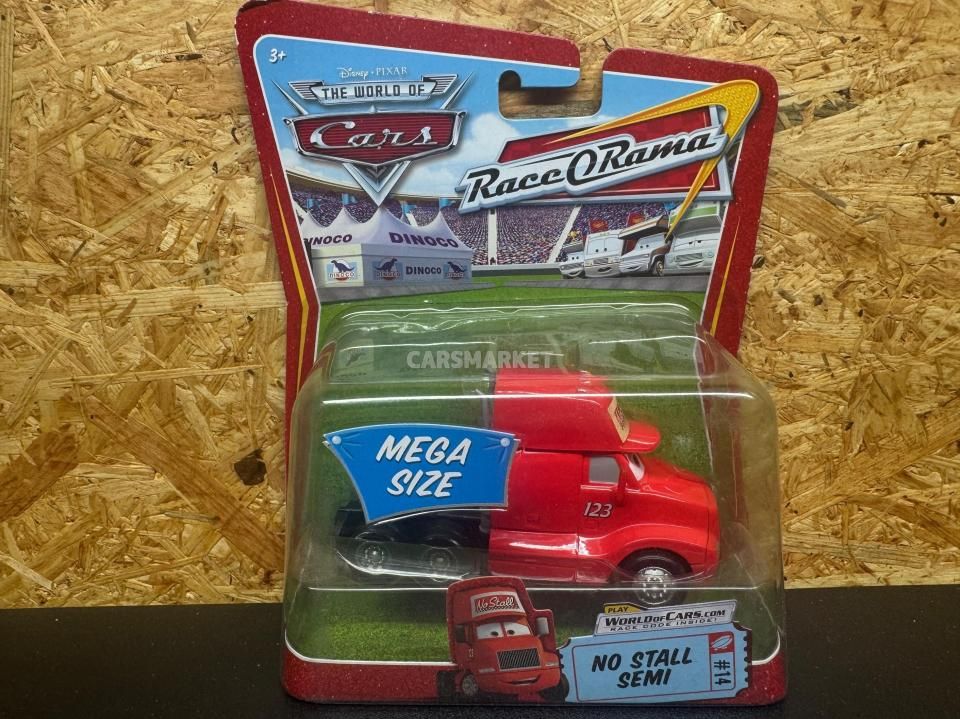 3+
Disney • PIXAR
THE WORLD OF
Cars
Race O Rama
DINOCO
DINOCO
DINOCO
DINOCO
CARSMARKET
MEGA
SIZE
123
No Stall
PLAY
WORLDOFCARS.COM
RACE CODE INSIDE!
NO STALL
SEMI
#14